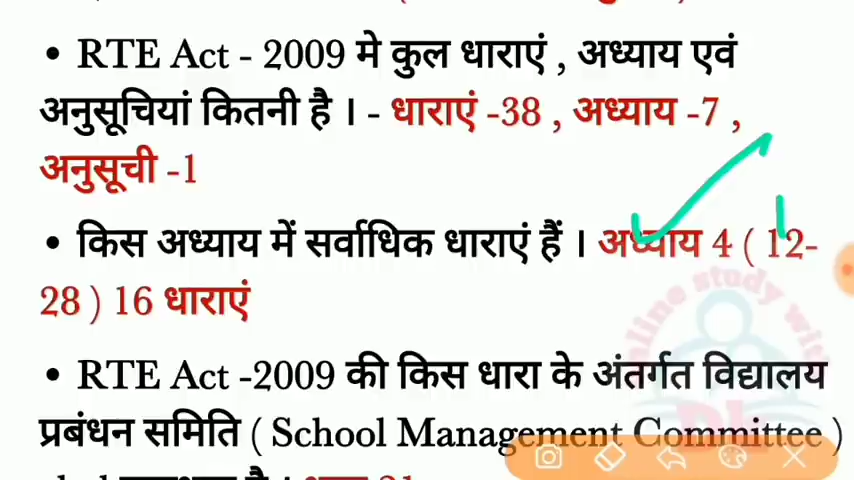 • RTE Act - 2009 मे कुल धाराएं , अध्याय एवं
अनुसूचियां कितनी है । - धाराएं -38 , अध्याय -7 ,
अनुसूची -1
• किस अध्याय में सर्वाधिक धाराएं हैं । अध्याय 4 ( 12-
28 ) 16 धाराएं
• RTE Act -2009 की किस धारा के अंतर्गत विद्यालय
प्रबंधन समिति ( School Management Committee )